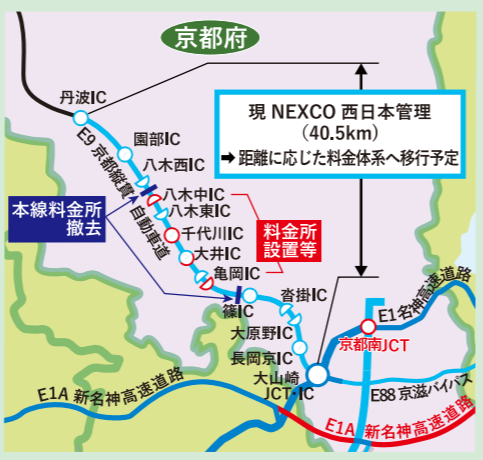 京都府
丹波IC
現 NEXCO 西日本管理
（40.5km）
➡ 距離に応じた料金体系へ移行予定
園部IC
八木西IC
E9 京都縦貫
自動車道
本線料金所
撤去
八木中IC
八木東IC
千代川IC
大井IC
亀岡IC
料金所
設置等
篠IC
沓掛IC
大原野IC
長岡京IC
大山崎
JCT・IC
E1名神高速道路
京都南JCT
E88 京滋バイパス
E1A 新名神高速道路
E1A 新名神高速道路